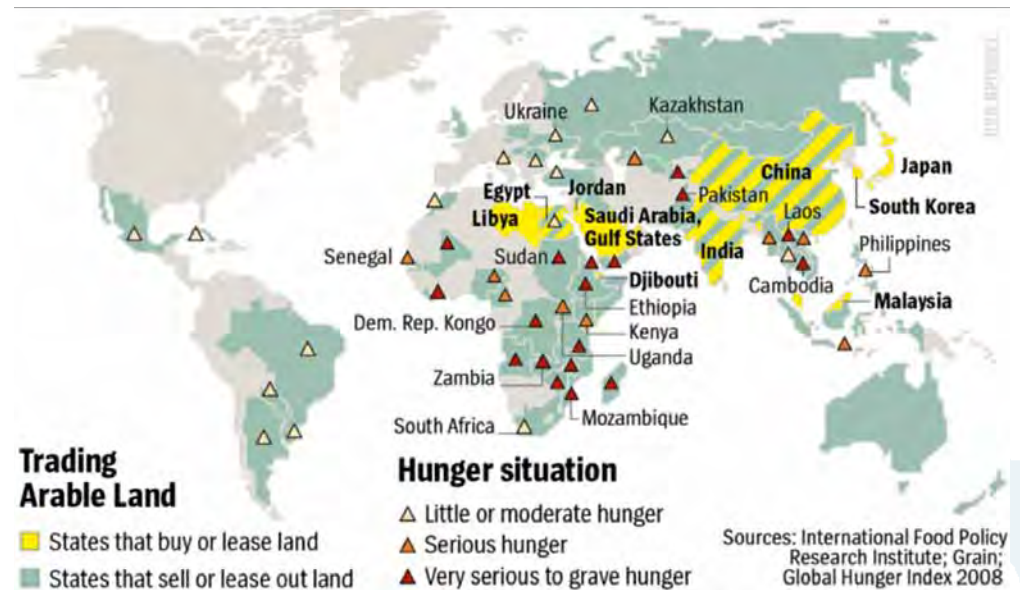 Ukraine
Kazakhstan
Egypt
Jordan
China
Japan
Libya
Pakistan
Saudi Arabia,
Gulf States
Laos
South Korea
Senegal
Sudan
India
Philippines
Djibouti
Cambodia
Malaysia
Ethiopia
Dem. Rep. Kongo
Kenya
Uganda
Zambia
South Africa
Mozambique
Trading
Arable Land
States that buy or lease land
States that sell or lease out land
Hunger situation
Little or moderate hunger
Serious hunger
Very serious to grave hunger
Sources: International Food Policy
Research Institute; Grain;
Global Hunger Index 2008